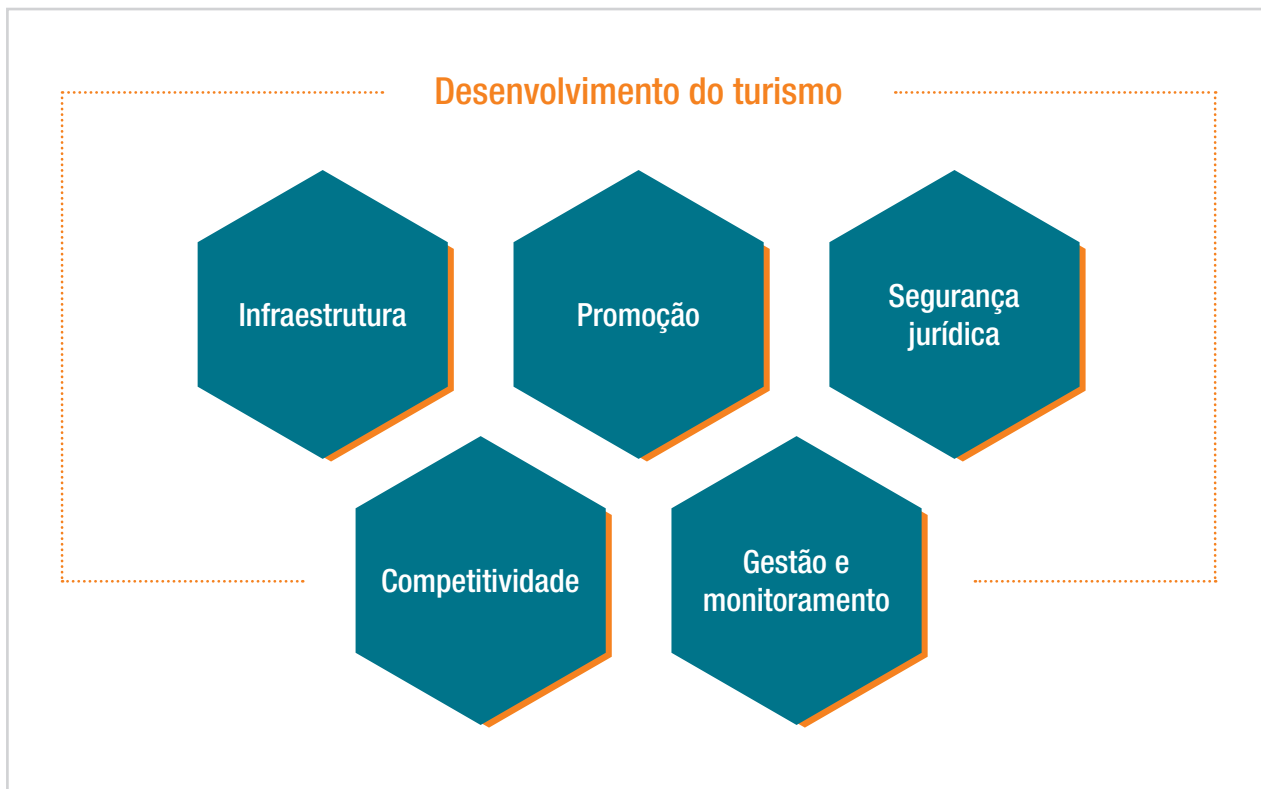 Desenvolvimento do turismo
Infraestrutura
Promoção
Segurança
jurídica
Competitividade
Gestão e
monitoramento